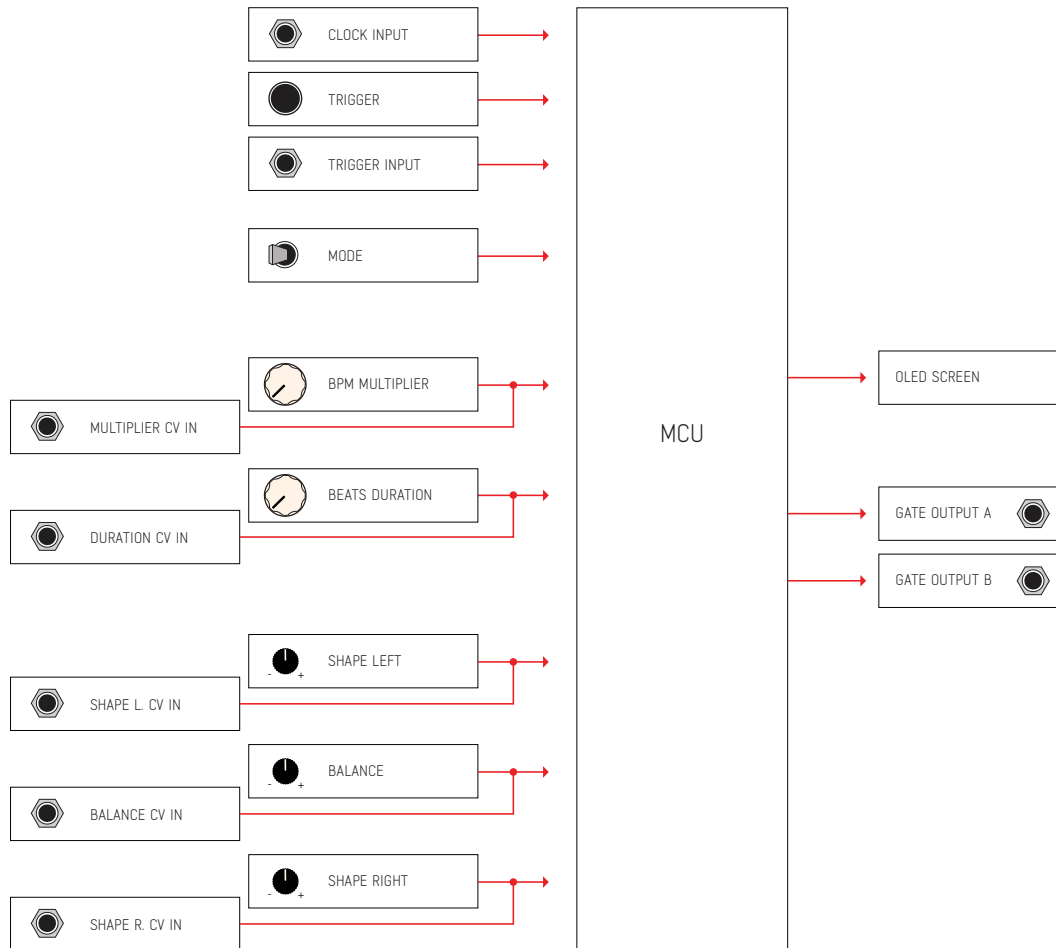 CLOCK INPUT
TRIGGER
TRIGGER INPUT
MODE
BPM MULTIPLIER
MULTIPLIER CV IN
BEATS DURATION
DURATION CV IN
SHAPE LEFT
- +
SHAPE L. CV IN
BALANCE
- +
BALANCE CV IN
SHAPE RIGHT
- +
SHAPE R. CV IN
MCU
OLED SCREEN
GATE OUTPUT A
GATE OUTPUT B